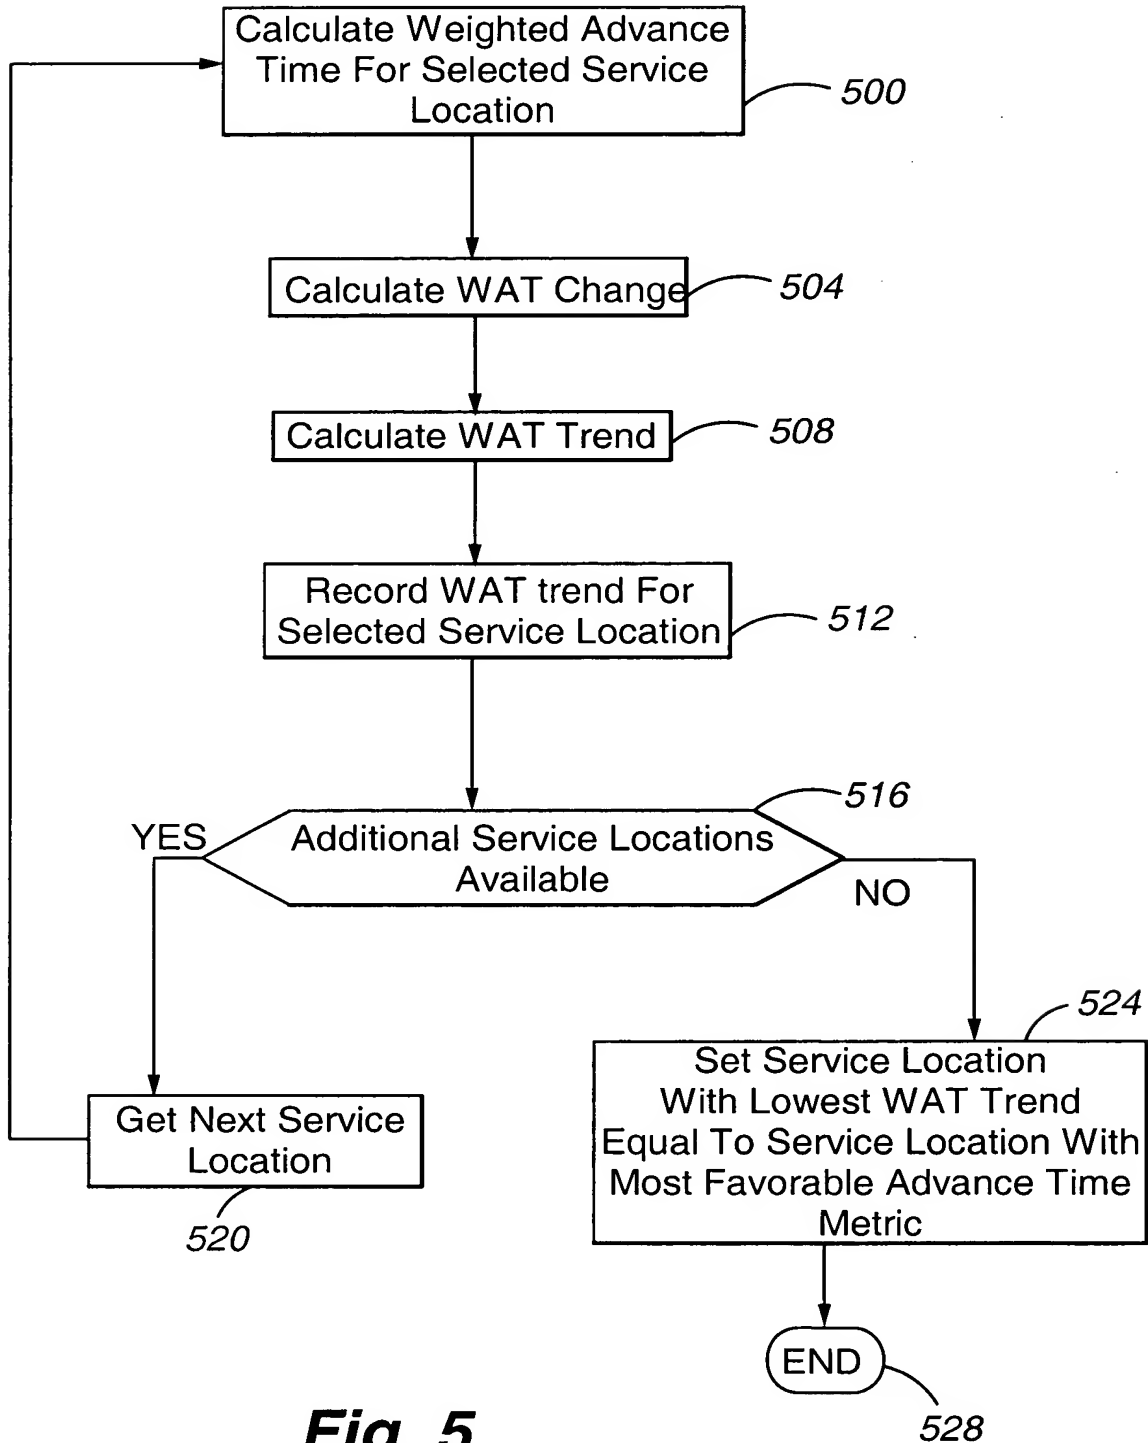 Calculate Weighted Advance
Time For Selected Service
Location
500
Calculate WAT Change
504
Calculate WAT Trend
508
Record WAT trend For
Selected Service Location
512
516
YES
Additional Service Locations
Available
NO
524
Get Next Service
Location
520
Set Service Location
With Lowest WAT Trend
Equal To Service Location With
Most Favorable Advance Time
Metric
END
528
Fig. 5